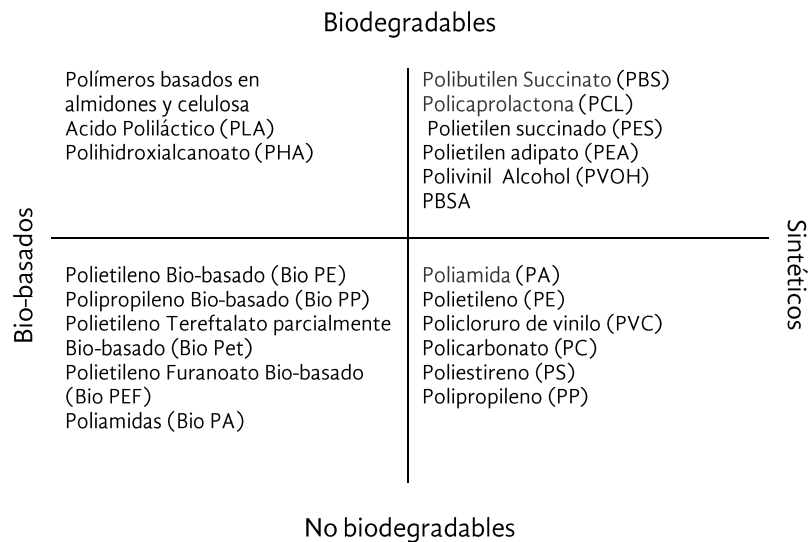 Biodegradables
Polímeros basados en
almidones y celulosa
Acido Poliláctico (PLA)
Polihidroxialcanoato (PHA)
Polibutilen Succinato (PBS)
Policaprolactona (PCL)
Polietilen succinado (PES)
Polietilen adipato (PEA)
Polivinil Alcohol (PVOH)
PBSA
Bio-basados
Sintéticos
Polietileno Bio-basado (Bio PE)
Polipropileno Bio-basado (Bio PP)
Polietileno Tereftalato parcialmente
Bio-basado (Bio Pet)
Polietileno Furanoato Bio-basado
(Bio PEF)
Poliamidas (Bio PA)
Poliamida (PA)
Polietileno (PE)
Policloruro de vinilo (PVC)
Policarbonato (PC)
Poliestireno (PS)
Polipropileno (PP)
No biodegradables